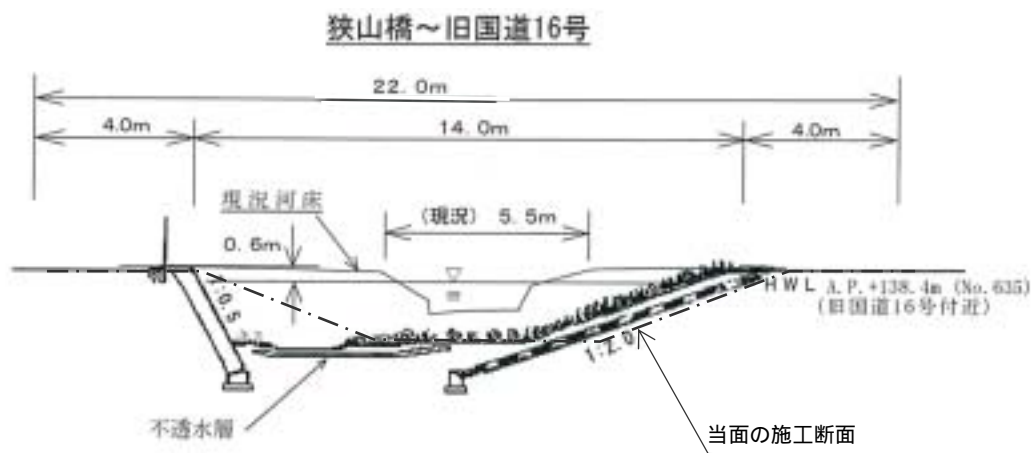 狭山橋～旧国道16号
22.0m
4.0m
14.0m
4.0m
現況河床
(現況) 5.5m
0.6m
HWL A.P.+138.4m (No.635)
(旧国道16号付近)
1:0.5
1:2.0
不透水層
当面の施工断面